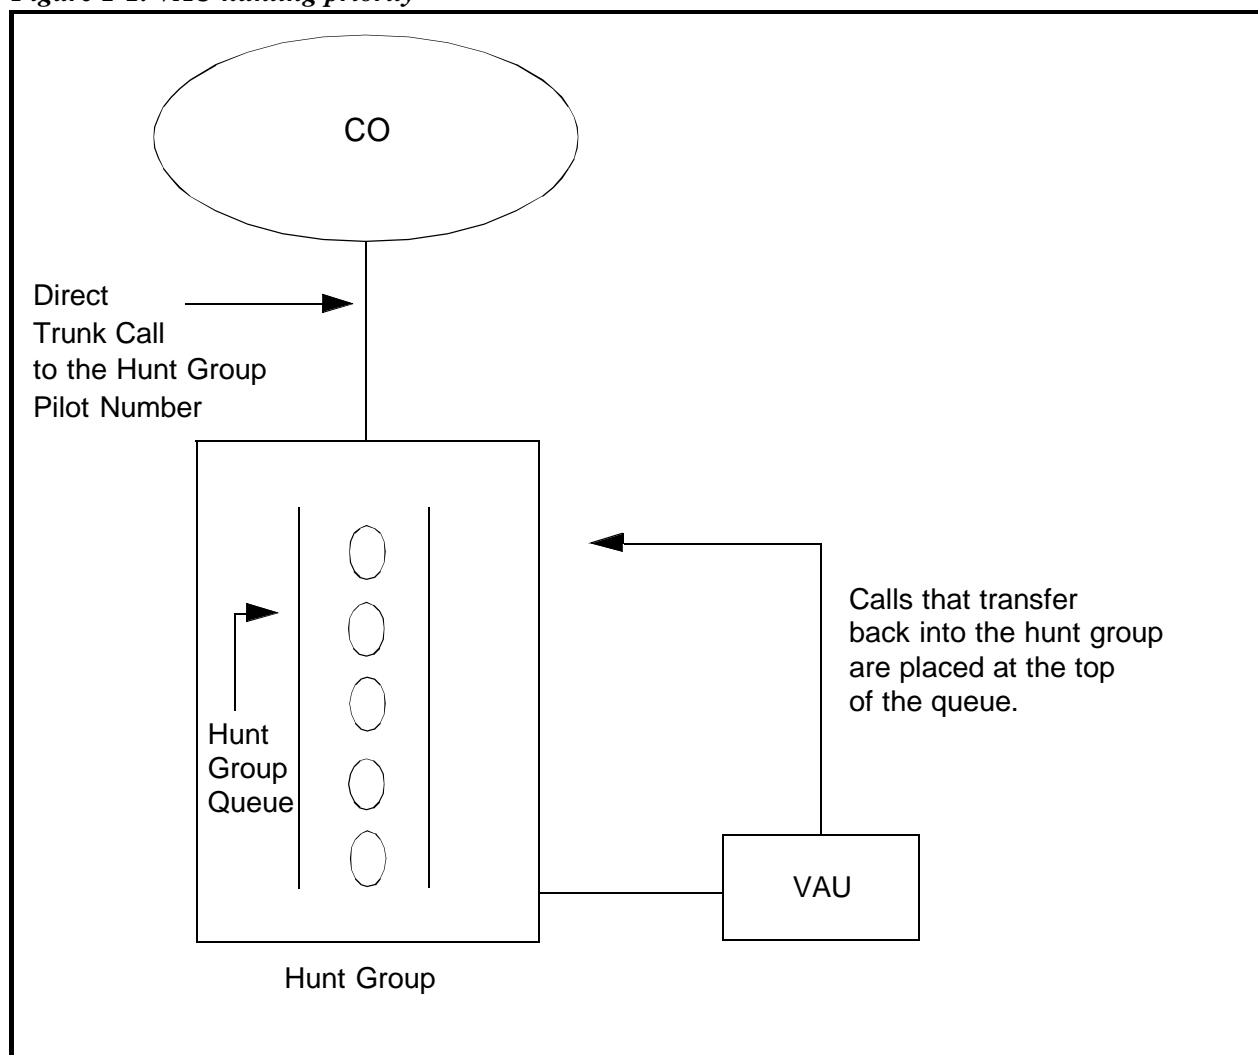 CO
Direct
Trunk Call
to the Hunt Group
Pilot Number
Calls that transfer
back into the hunt group
are placed at the top
of the queue.
Hunt
Group
Queue
VAU
Hunt Group